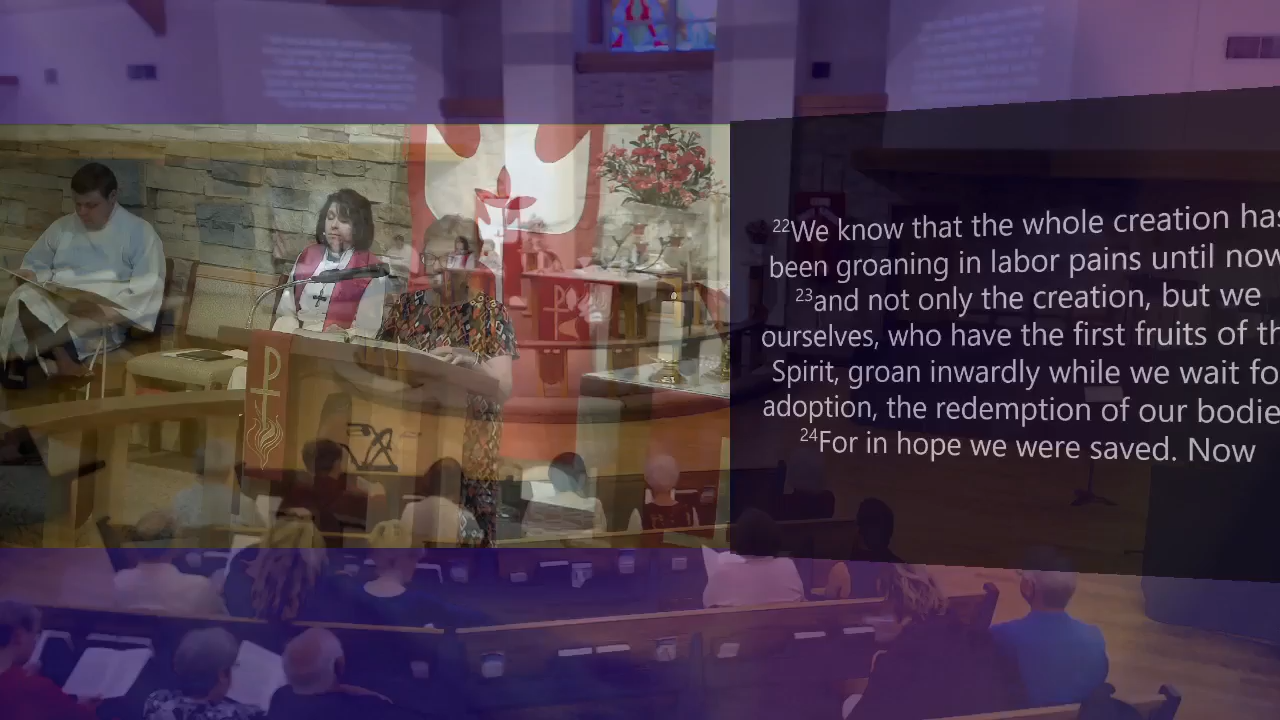 ²²We know that the whole creation has
been groaning in labor pains until now
²³and not only the creation, but we
ourselves, who have the first fruits of th
Spirit, groan inwardly while we wait fo
adoption, the redemption of our bodie
²⁴For in hope we were saved. Now